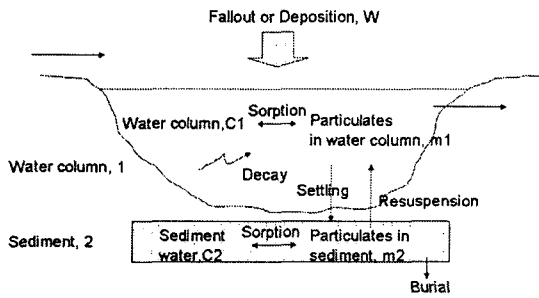 Fallout or Deposition, W
Sorption
Water column,C1
Particulates
in water column, m1
Water column, 1
Decay
Settling
Resuspension
Sediment, 2
Sediment
water,C2
Sorption
Particulates in
sediment, m2
Burial